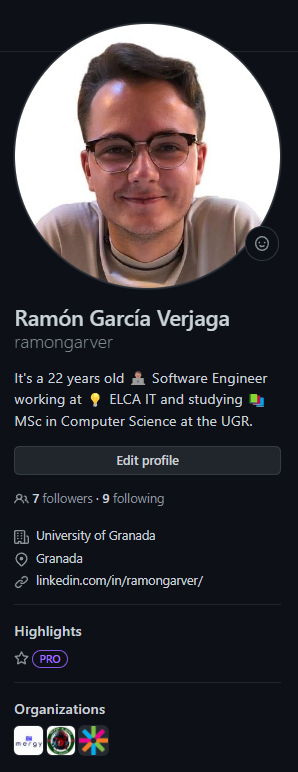 Ramón García Verjaga
ramongarver
It's a 22 years old 👨🏻‍💻 Software Engineer
working at 💡 ELCA IT and studying 📚
MSc in Computer Science at the UGR.
Edit profile
7 followers · 9 following
University of Granada
Granada
linkedin.com/in/ramongarver/
Highlights
PRO
Organizations
mergy